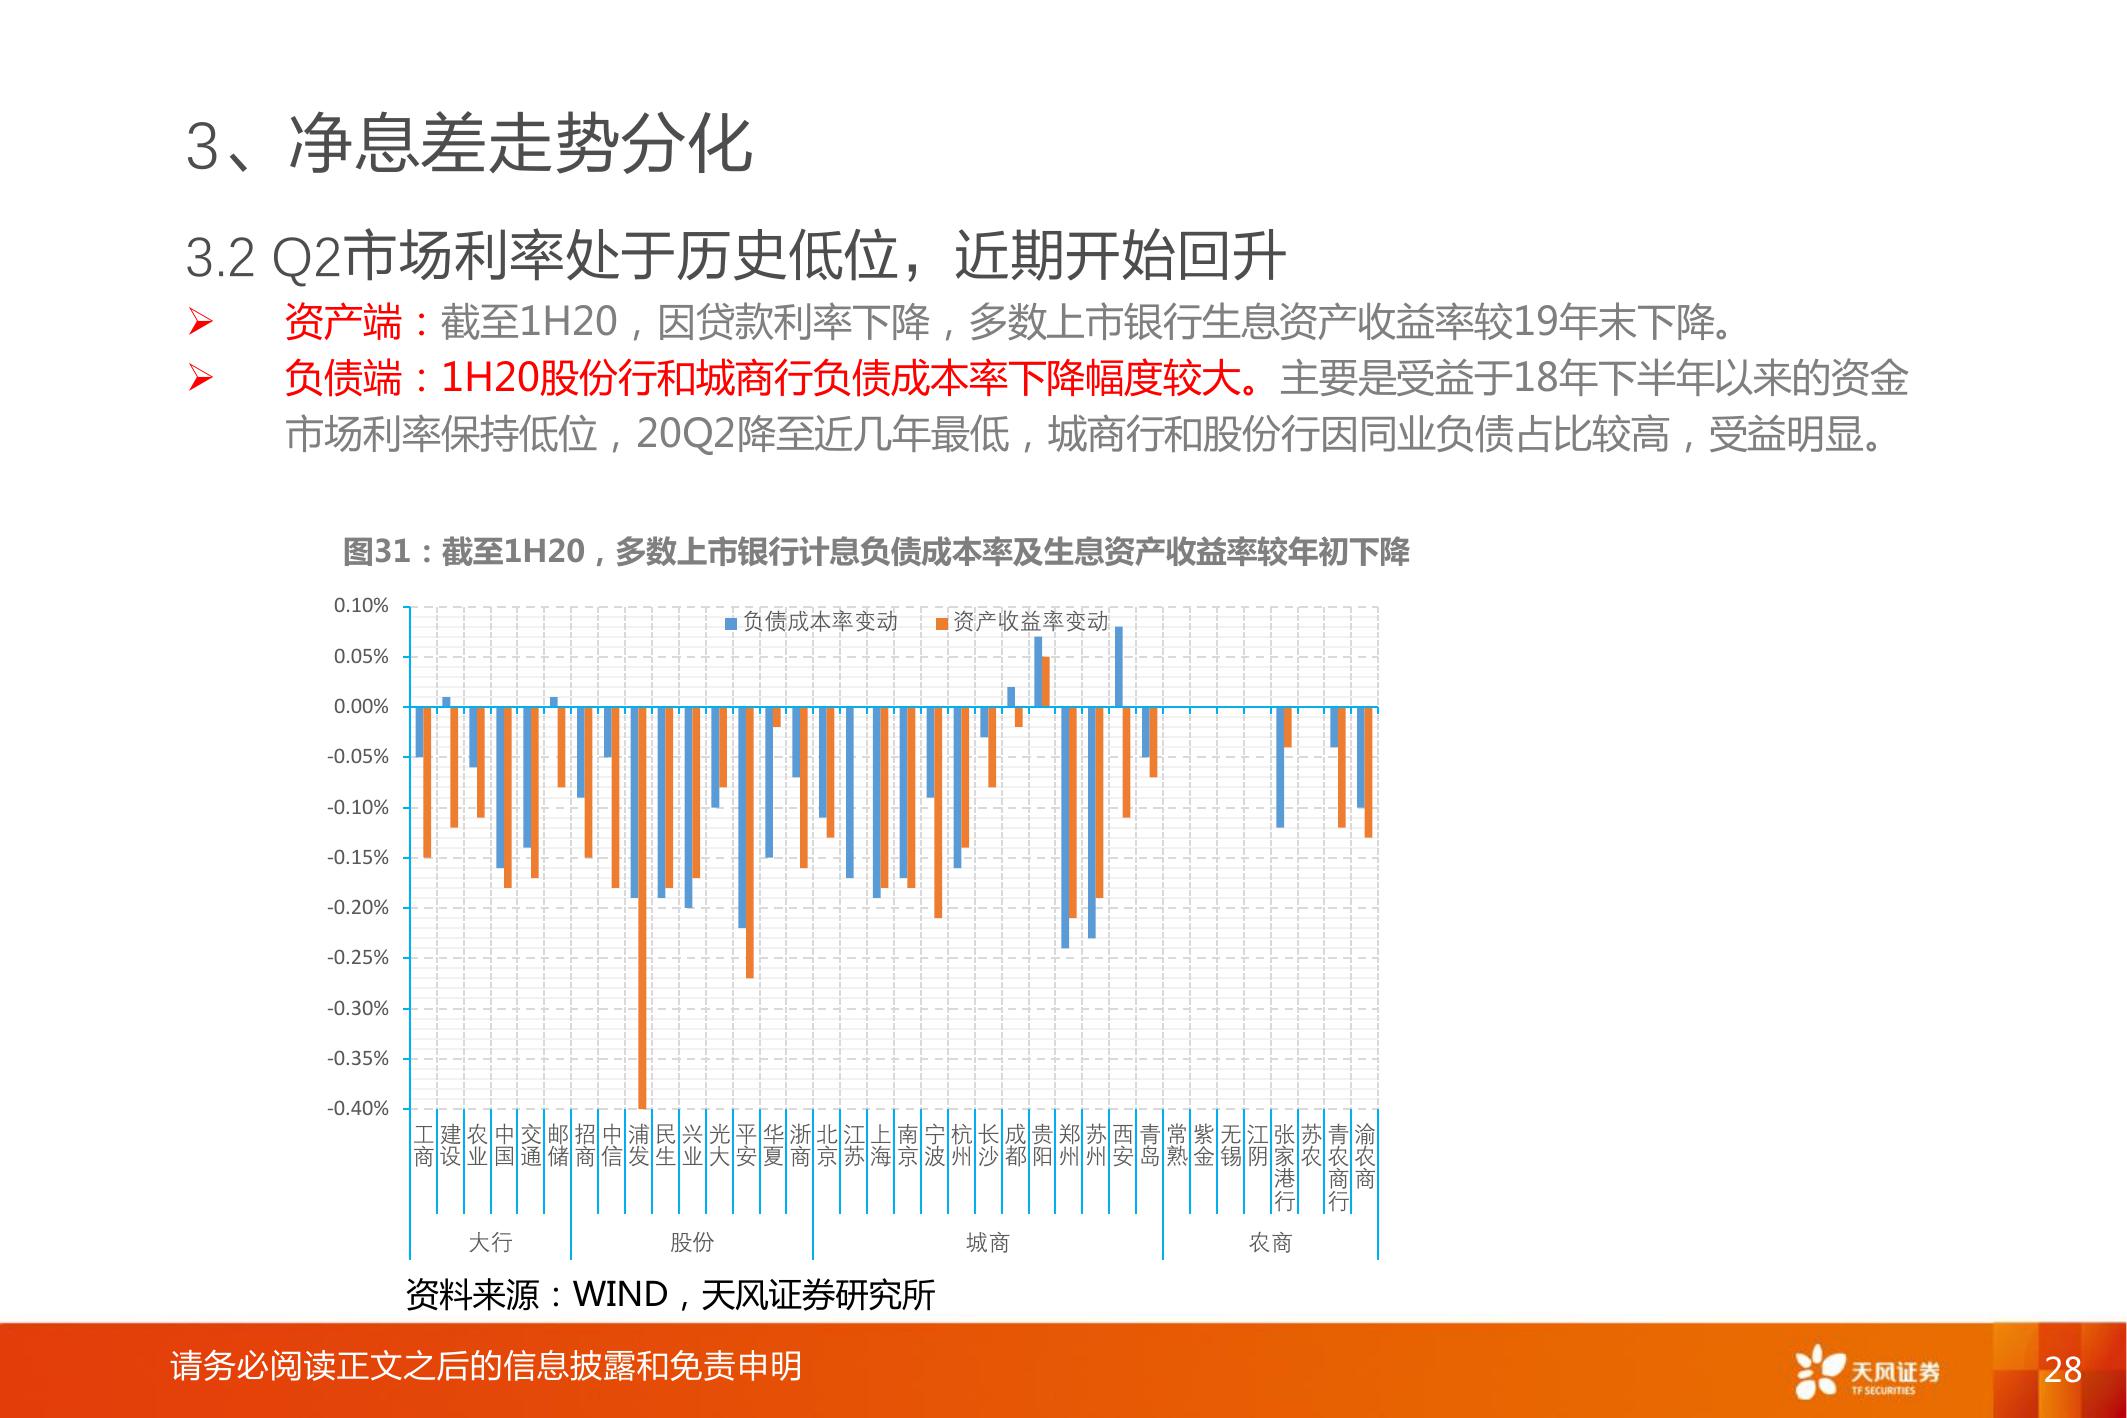 3、净息差走势分化
3.2 Q2市场利率处于历史低位，近期开始回升
➢ 资产端：截至1H20，因贷款利率下降，多数上市银行生息资产收益率较19年末下降。
➢ 负债端：1H20股份行和城商行负债成本率下降幅度较大。主要是受益于18年下半年以来的资金
市场利率保持低位，20Q2降至近几年最低，城商行和股份行因同业负债占比较高，受益明显。
图31：截至1H20，多数上市银行计息负债成本率及生息资产收益率较年初下降
负债成本率变动 资产收益率变动
0.10%
0.05%
0.00%
-0.05%
-0.10%
-0.15%
-0.20%
-0.25%
-0.30%
-0.35%
-0.40%
工商 建设 农业 中国 交通 邮储 招商 中信 浦发 民生 兴业 光大 平安 华夏 浙商 北京 江苏 上海 南京 宁波 杭州 长沙 成都 贵阳 郑州 苏州 西安 青岛 常熟 紫金 无锡 江阴 张家港行 苏农 青农商行 渝农商
大行 股份 城商 农商
资料来源：WIND，天风证券研究所
请务必阅读正文之后的信息披露和免责申明
天风证券
TF SECURITIES
28